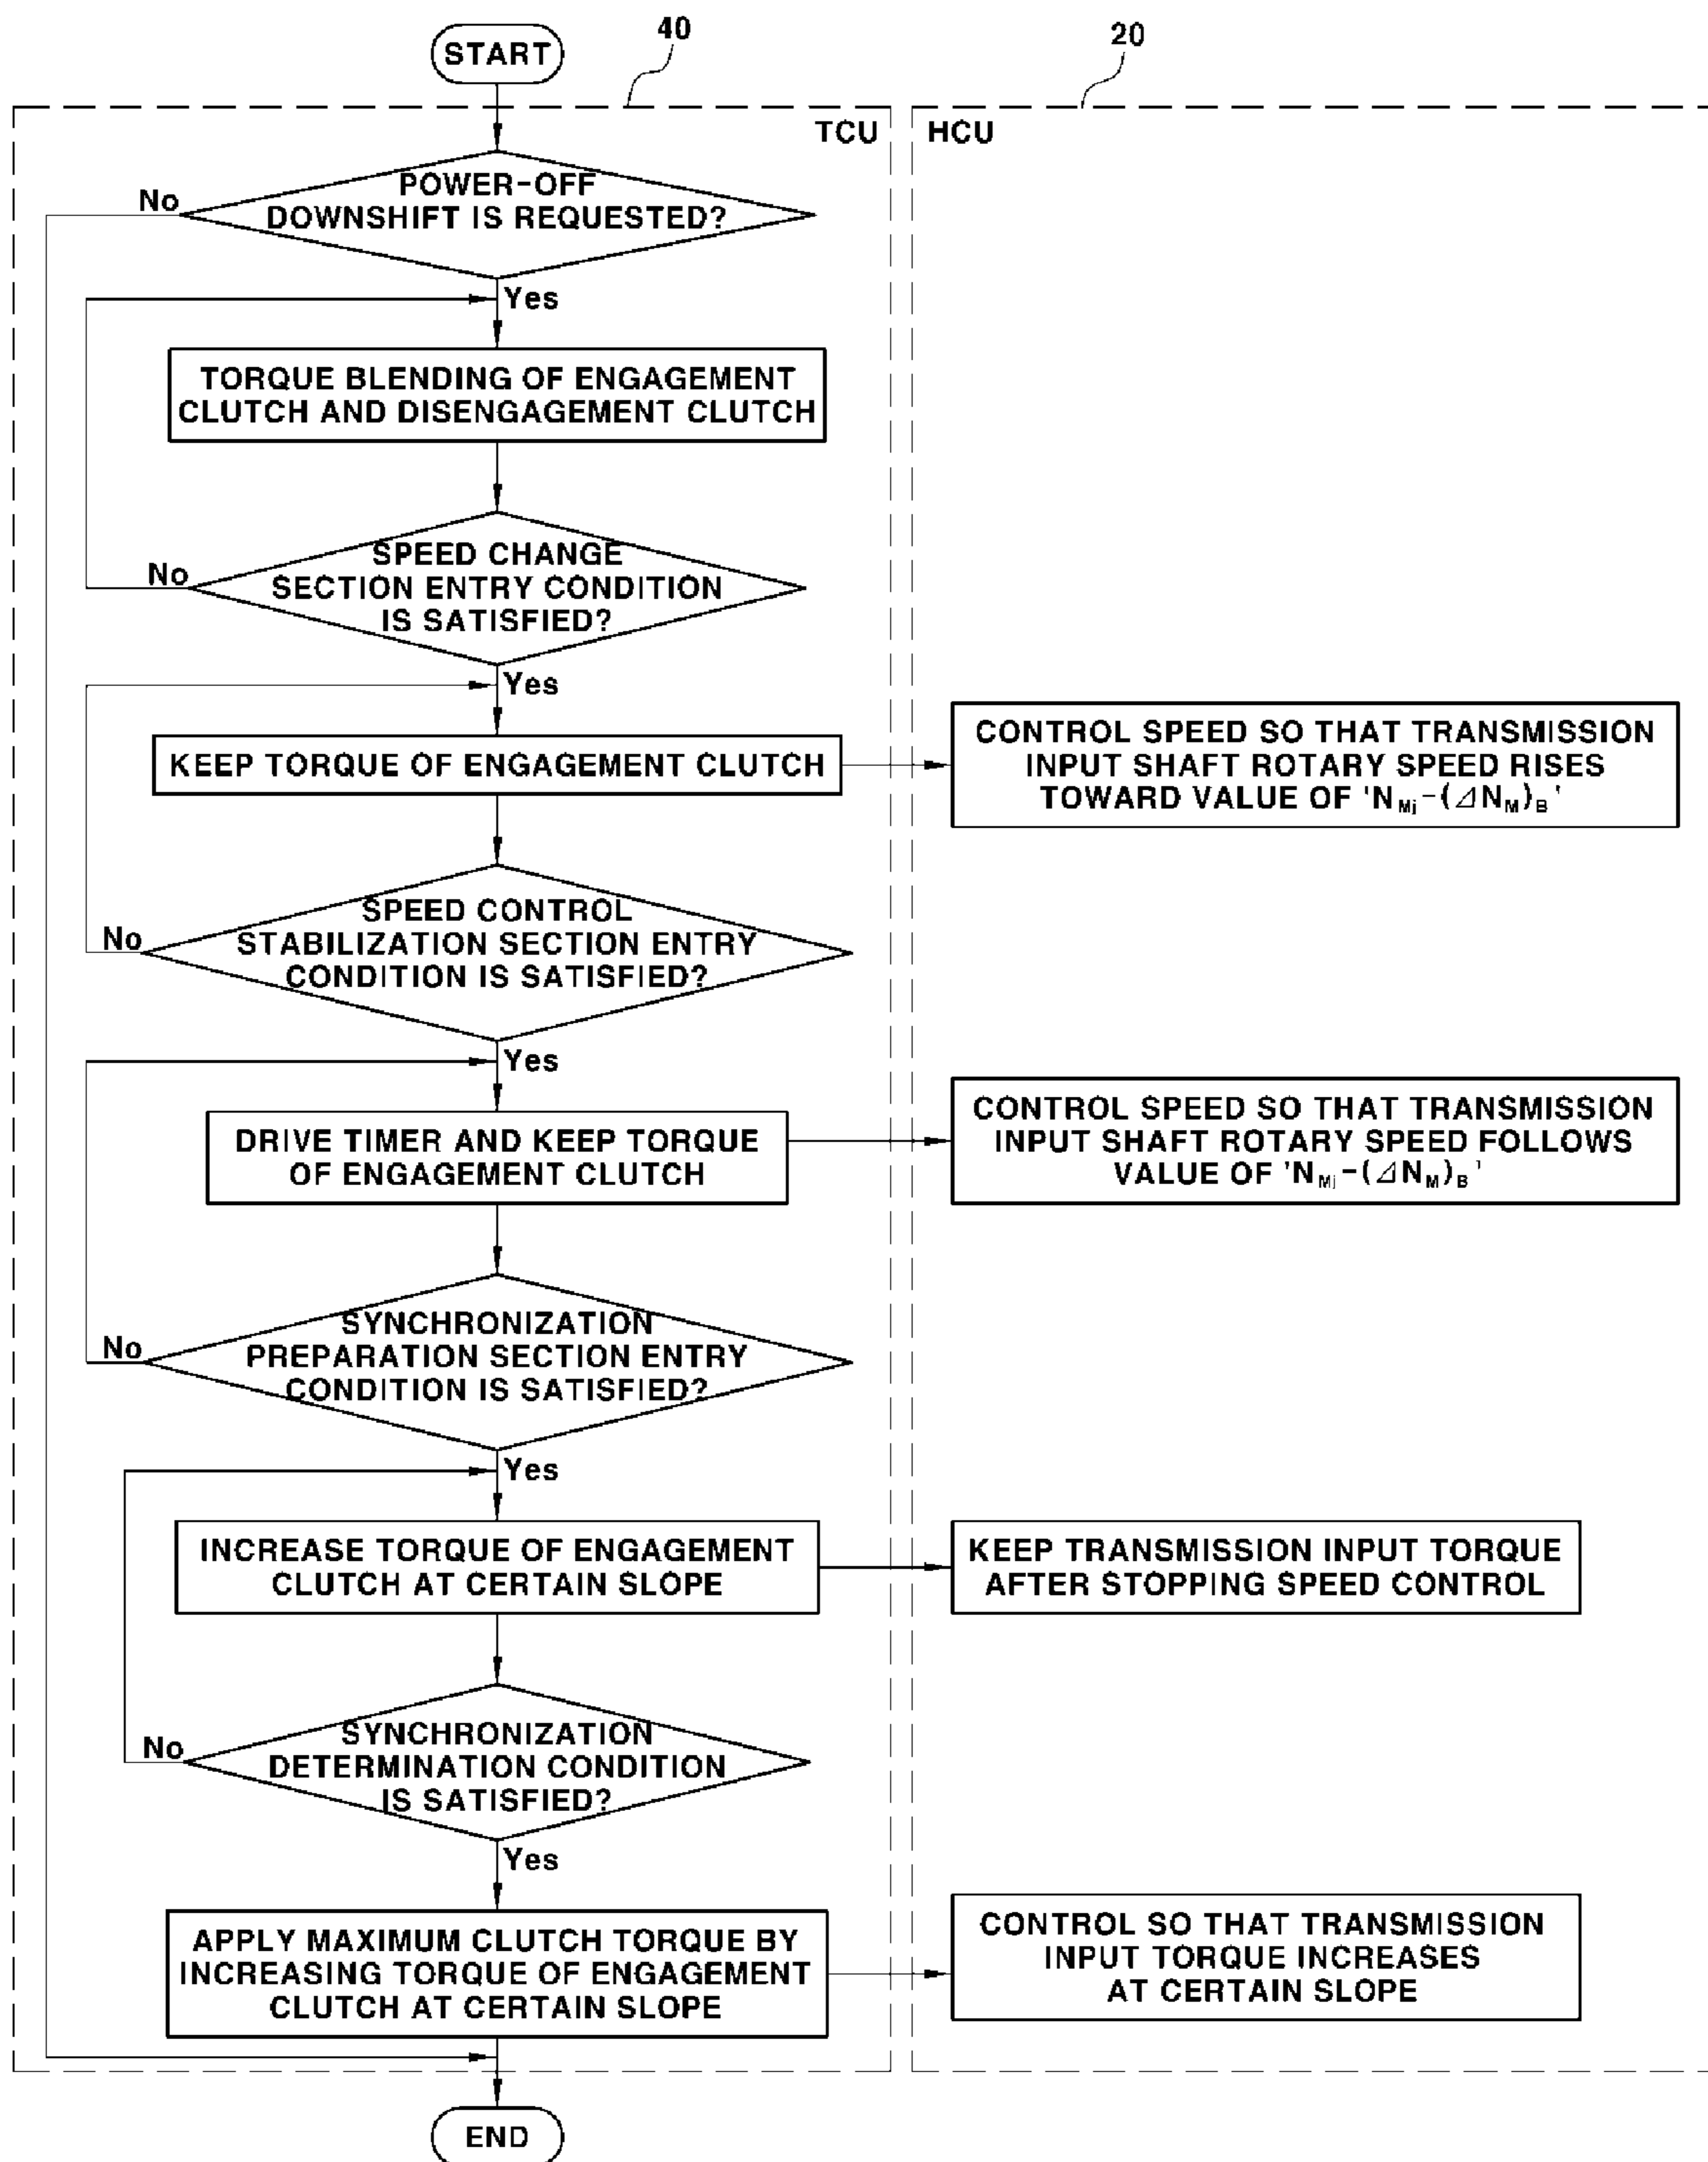 START
40
20
TCU
HCU
POWER-OFF
DOWNSHIFT IS REQUESTED?
No
Yes
TORQUE BLENDING OF ENGAGEMENT
CLUTCH AND DISENGAGEMENT CLUTCH
SPEED CHANGE
SECTION ENTRY CONDITION
IS SATISFIED?
No
Yes
KEEP TORQUE OF ENGAGEMENT CLUTCH
CONTROL SPEED SO THAT TRANSMISSION
INPUT SHAFT ROTARY SPEED RISES
TOWARD VALUE OF 'N_Mj-(⊿N_M)_B'
SPEED CONTROL
STABILIZATION SECTION ENTRY
CONDITION IS SATISFIED?
No
Yes
DRIVE TIMER AND KEEP TORQUE
OF ENGAGEMENT CLUTCH
CONTROL SPEED SO THAT TRANSMISSION
INPUT SHAFT ROTARY SPEED FOLLOWS
VALUE OF 'N_Mj-(⊿N_M)_B'
SYNCHRONIZATION
PREPARATION SECTION ENTRY
CONDITION IS SATISFIED?
No
Yes
INCREASE TORQUE OF ENGAGEMENT
CLUTCH AT CERTAIN SLOPE
KEEP TRANSMISSION INPUT TORQUE
AFTER STOPPING SPEED CONTROL
SYNCHRONIZATION
DETERMINATION CONDITION
IS SATISFIED?
No
Yes
APPLY MAXIMUM CLUTCH TORQUE BY
INCREASING TORQUE OF ENGAGEMENT
CLUTCH AT CERTAIN SLOPE
CONTROL SO THAT TRANSMISSION
INPUT TORQUE INCREASES
AT CERTAIN SLOPE
END